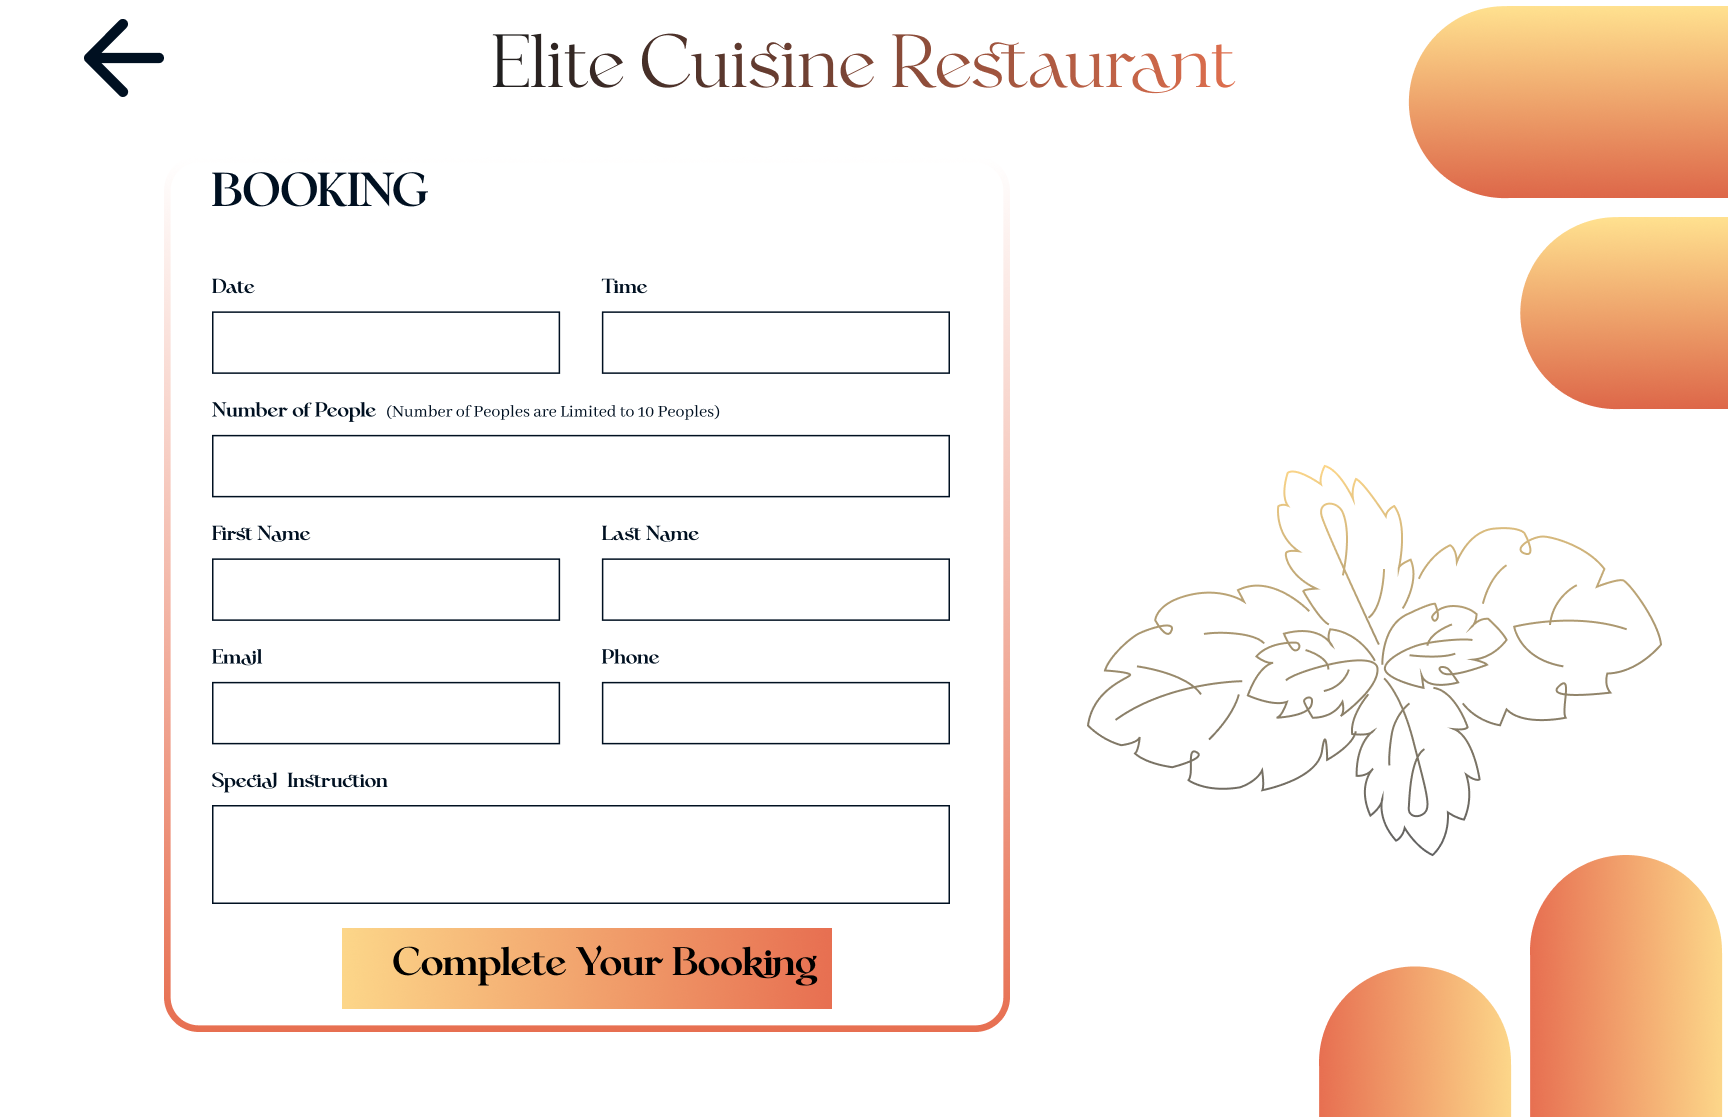 Elite Cuisine Restaurant
BOOKING
Date
Time
Number of People (Number of Peoples are Limited to 10 Peoples)
First Name
Last Name
Email
Phone
Special Instruction
Complete Your Booking